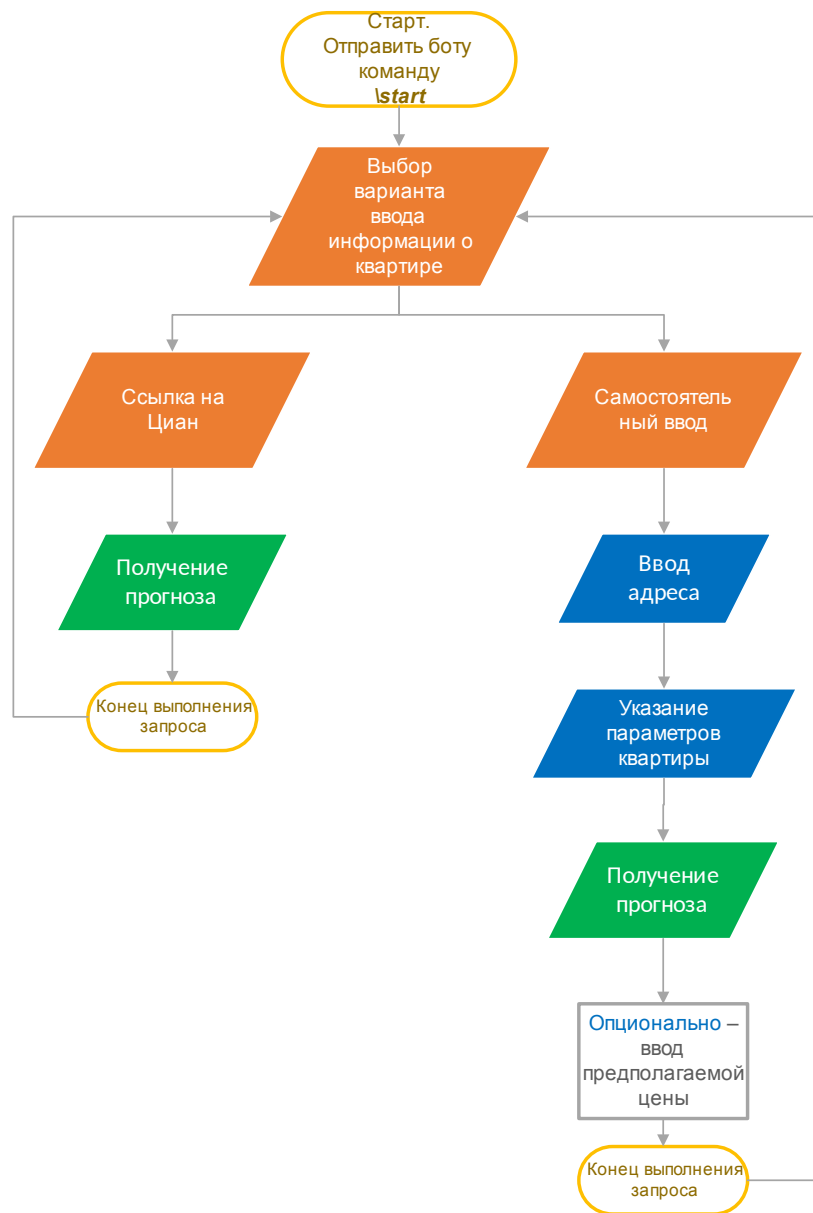 Старт.
Отправить боту
команду
\start
Выбор
варианта
ввода
информации о
квартире
Ссылка на
Циан
Самостоятель
ный ввод
Получение
прогноза
Ввод
адреса
Конец выполнения
запроса
Указание
параметров
квартиры
Получение
прогноза
Опционально –
ввод
предполагаемой
цены
Конец выполнения
запроса